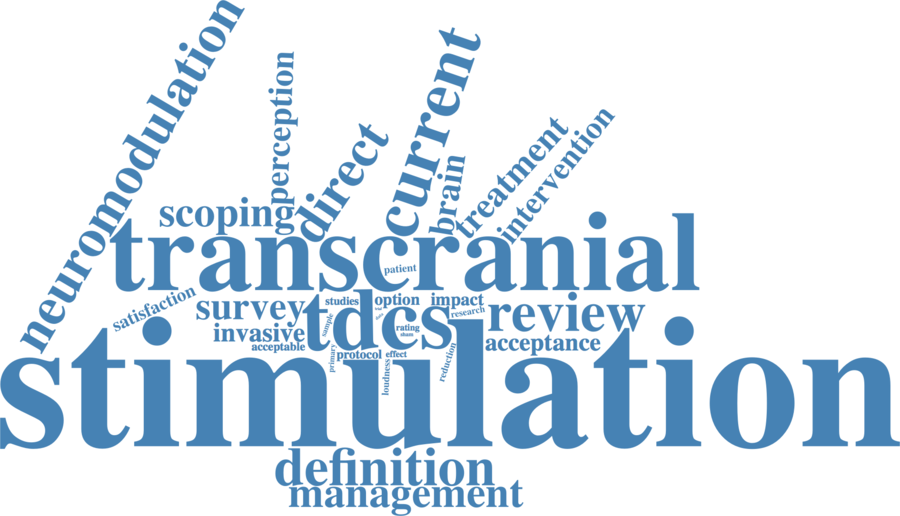 neuromodulation
perception
direct
current
brain
treatment
intervention
scoping
transcranial
patient
satisfaction
survey
tdcs
studies
option
impact
research
review
sample
rating
invasive
acceptable
acceptance
primary
protocol
effect
loudness
reduction
stimulation
definition
management